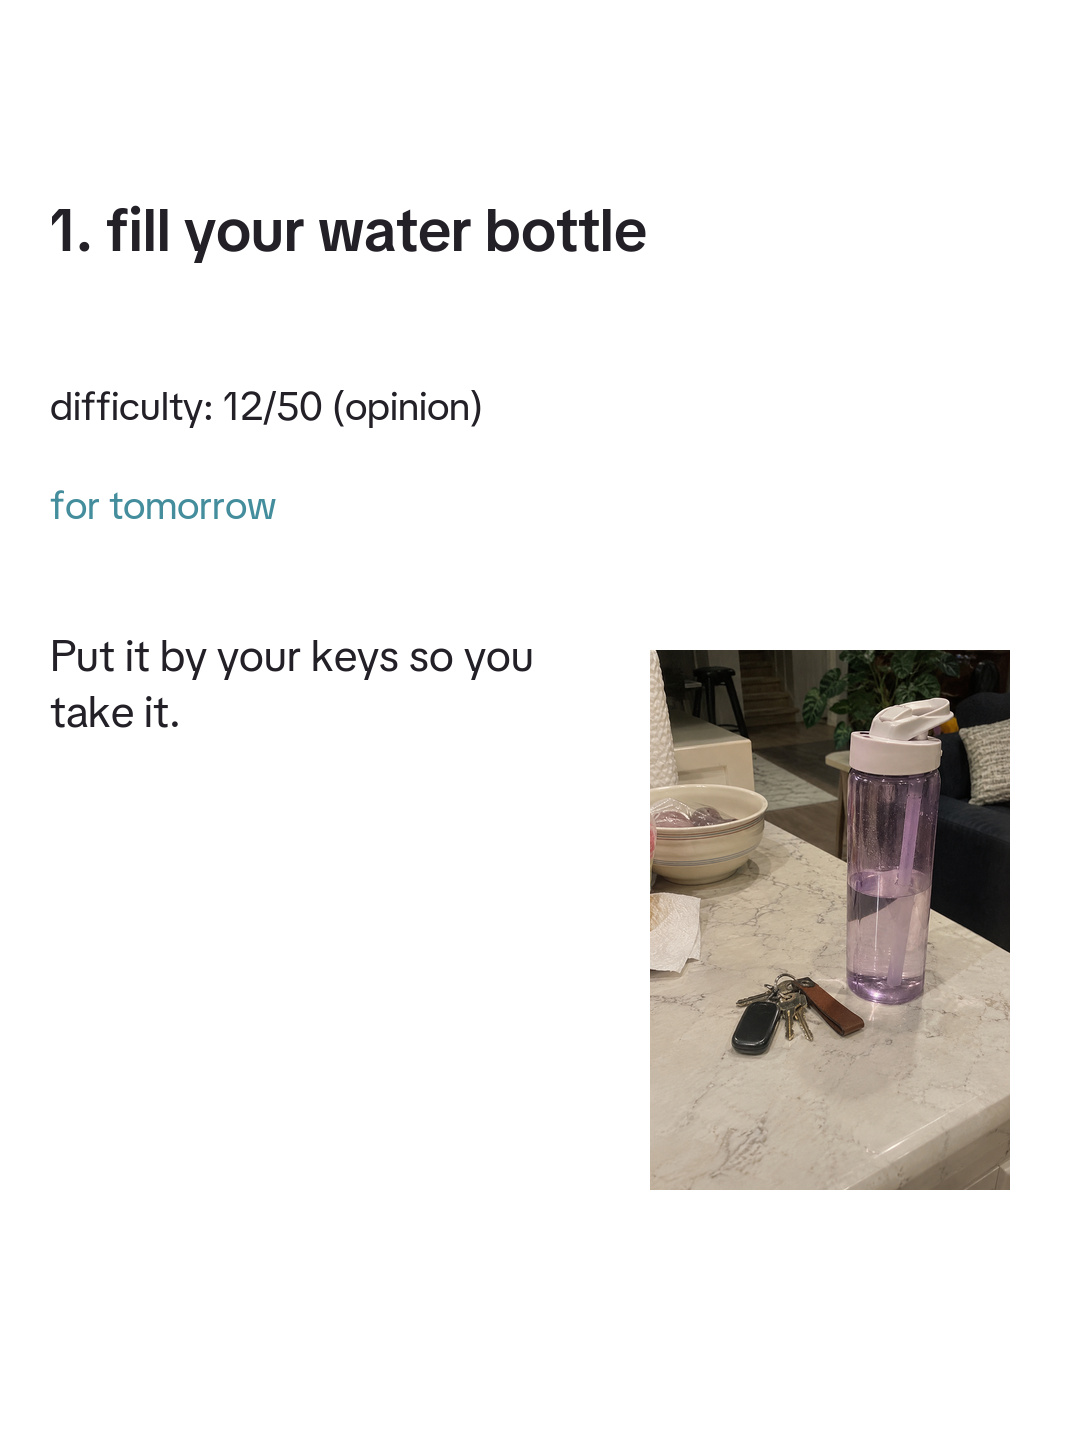 1. fill your water bottle
difficulty: 12/50 (opinion)
for tomorrow
Put it by your keys so you
take it.